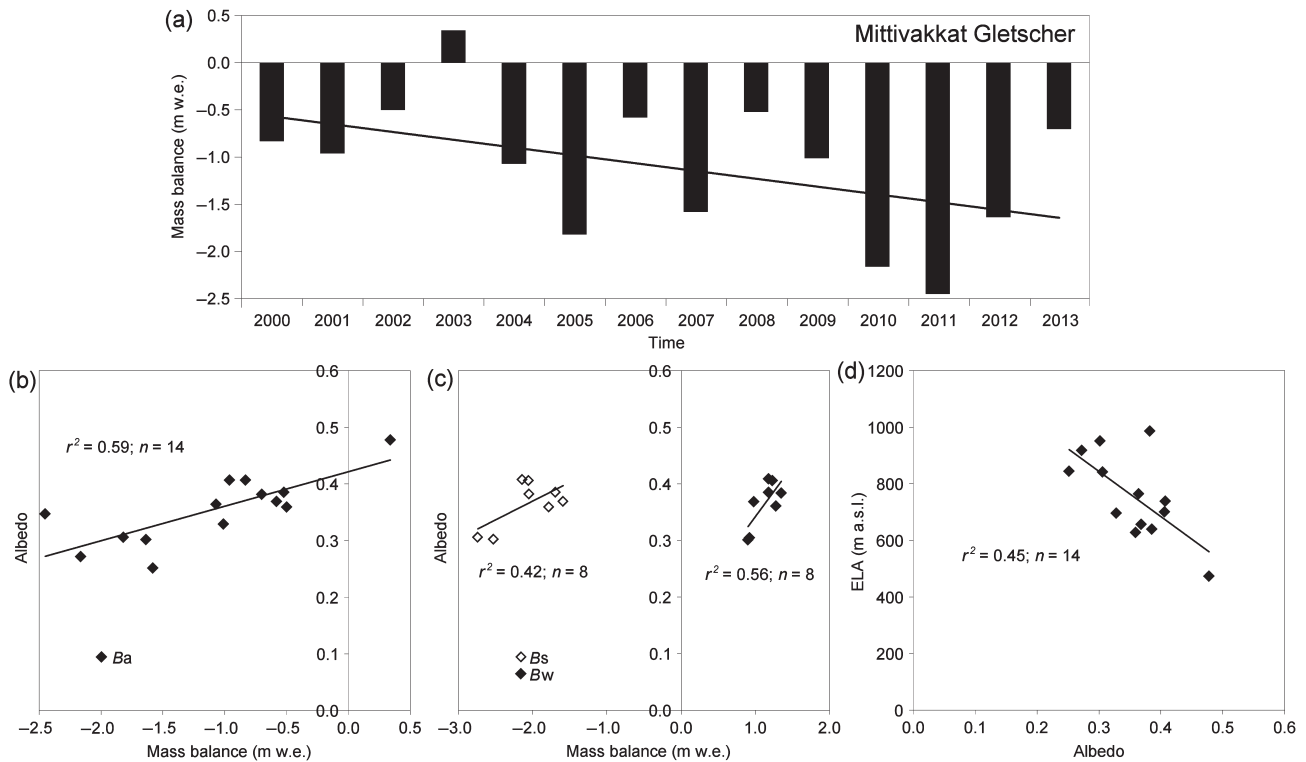 (a)
Mittivakkat Gletscher
Mass balance (m w.e.)
0.5
0.0
–0.5
–1.0
–1.5
–2.0
–2.5
2000 2001 2002 2003 2004 2005 2006 2007 2008 2009 2010 2011 2012 2013
Time
(b)
Albedo
0.6
0.5
0.4
0.3
0.2
0.1
0.0
r² = 0.59; n = 14
Ba
–2.5 –2.0 –1.5 –1.0 –0.5 0.0 0.5
Mass balance (m w.e.)
(c)
Albedo
0.6
0.5
0.4
0.3
0.2
0.1
0.0
r² = 0.42; n = 8
r² = 0.56; n = 8
Bs
Bw
–3.0 –2.0 –1.0 0.0 1.0 2.0
Mass balance (m w.e.)
(d)
ELA (m a.s.l.)
1200
1000
800
600
400
200
0
r² = 0.45; n = 14
0.0 0.1 0.2 0.3 0.4 0.5 0.6
Albedo